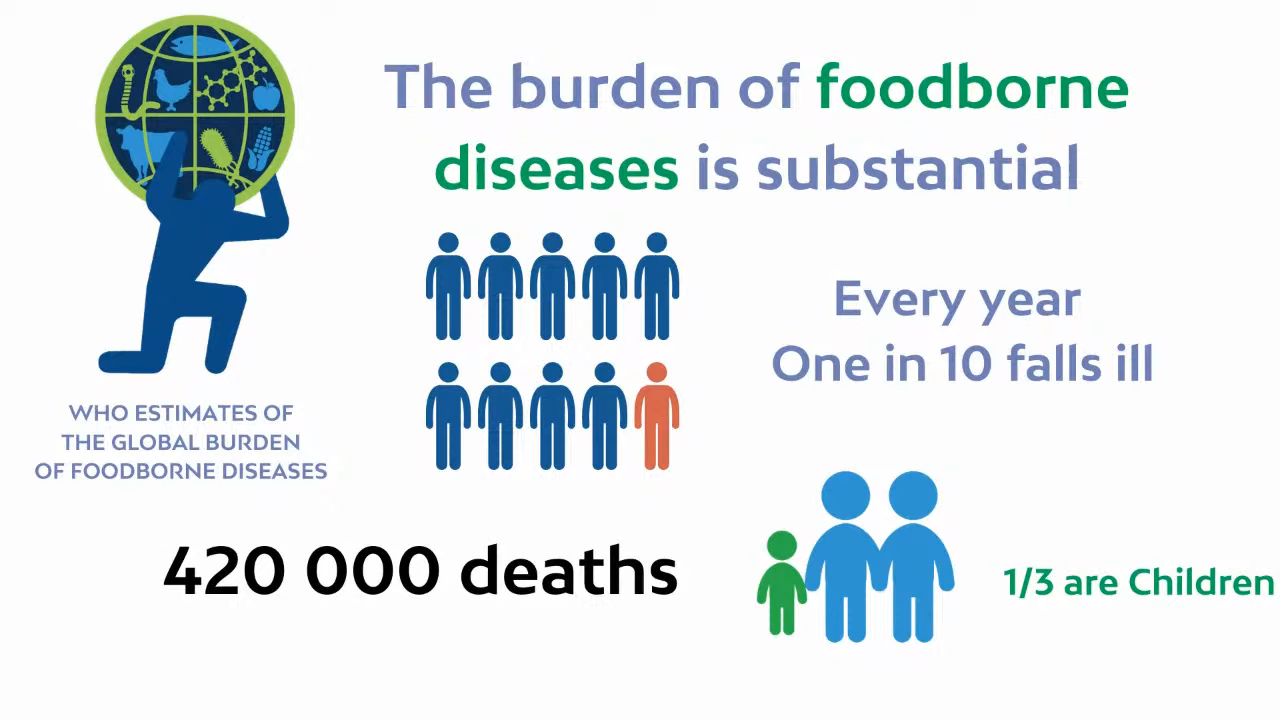 The burden of foodborne
diseases is substantial
Every year
One in 10 falls ill
WHO ESTIMATES OF
THE GLOBAL BURDEN
OF FOODBORNE DISEASES
420 000 deaths
1/3 are Children